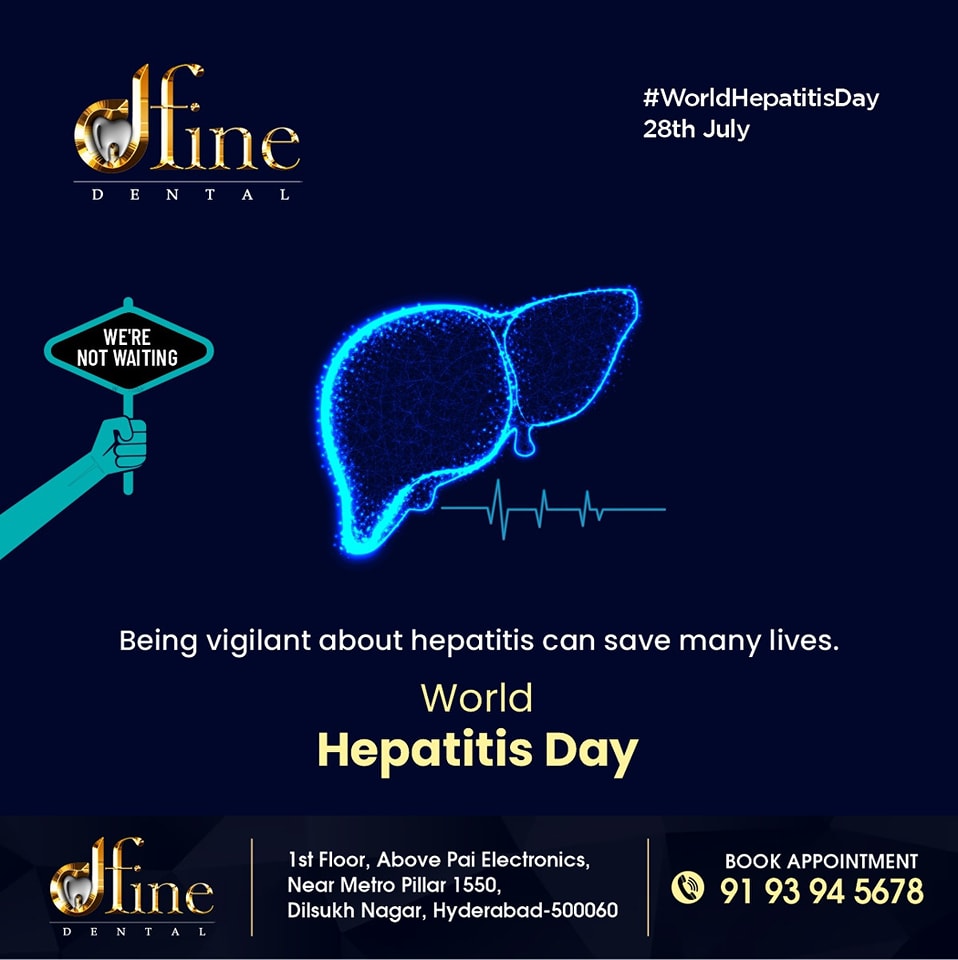 dfine
DENTAL
#WorldHepatitisDay
28th July
WE'RE
NOT WAITING
Being vigilant about hepatitis can save many lives.
World
Hepatitis Day
dfine
DENTAL
1st Floor, Above Pai Electronics,
Near Metro Pillar 1550,
Dilsukh Nagar, Hyderabad-500060
BOOK APPOINTMENT
91 93 94 5678